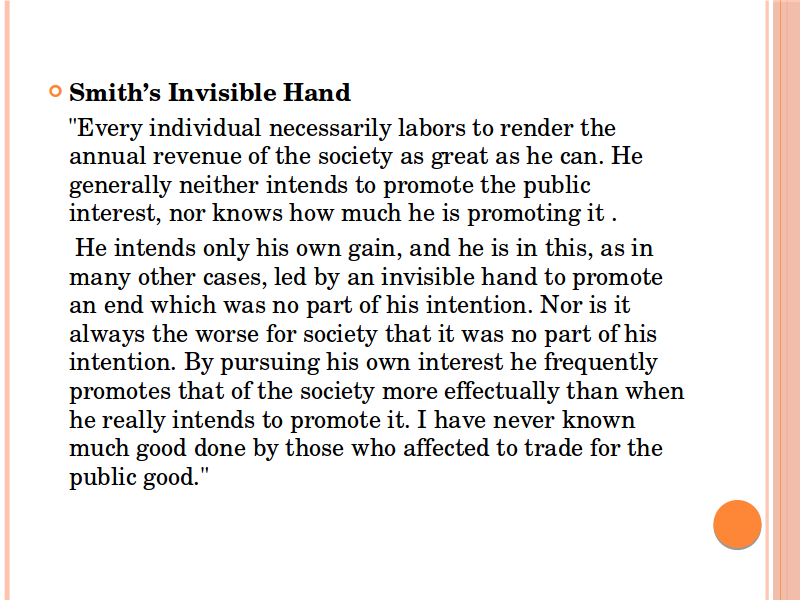 Smith’s Invisible Hand
"Every individual necessarily labors to render the
annual revenue of the society as great as he can. He
generally neither intends to promote the public
interest, nor knows how much he is promoting it .
He intends only his own gain, and he is in this, as in
many other cases, led by an invisible hand to promote
an end which was no part of his intention. Nor is it
always the worse for society that it was no part of his
intention. By pursuing his own interest he frequently
promotes that of the society more effectually than when
he really intends to promote it. I have never known
much good done by those who affected to trade for the
public good."